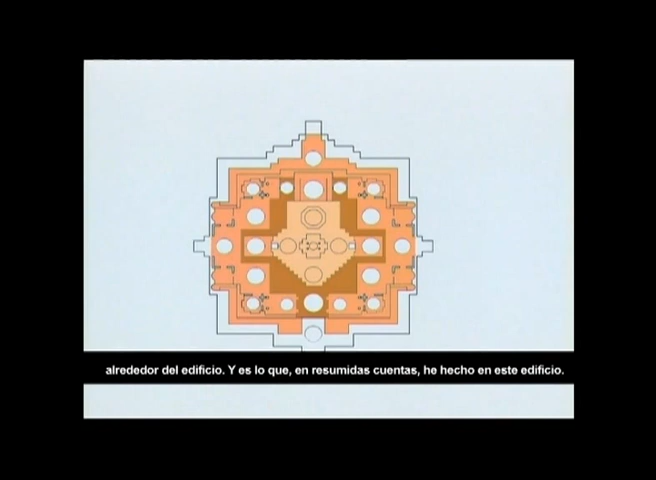 alrededor del edificio. Y es lo que, en resumidas cuentas, he hecho en este edificio.